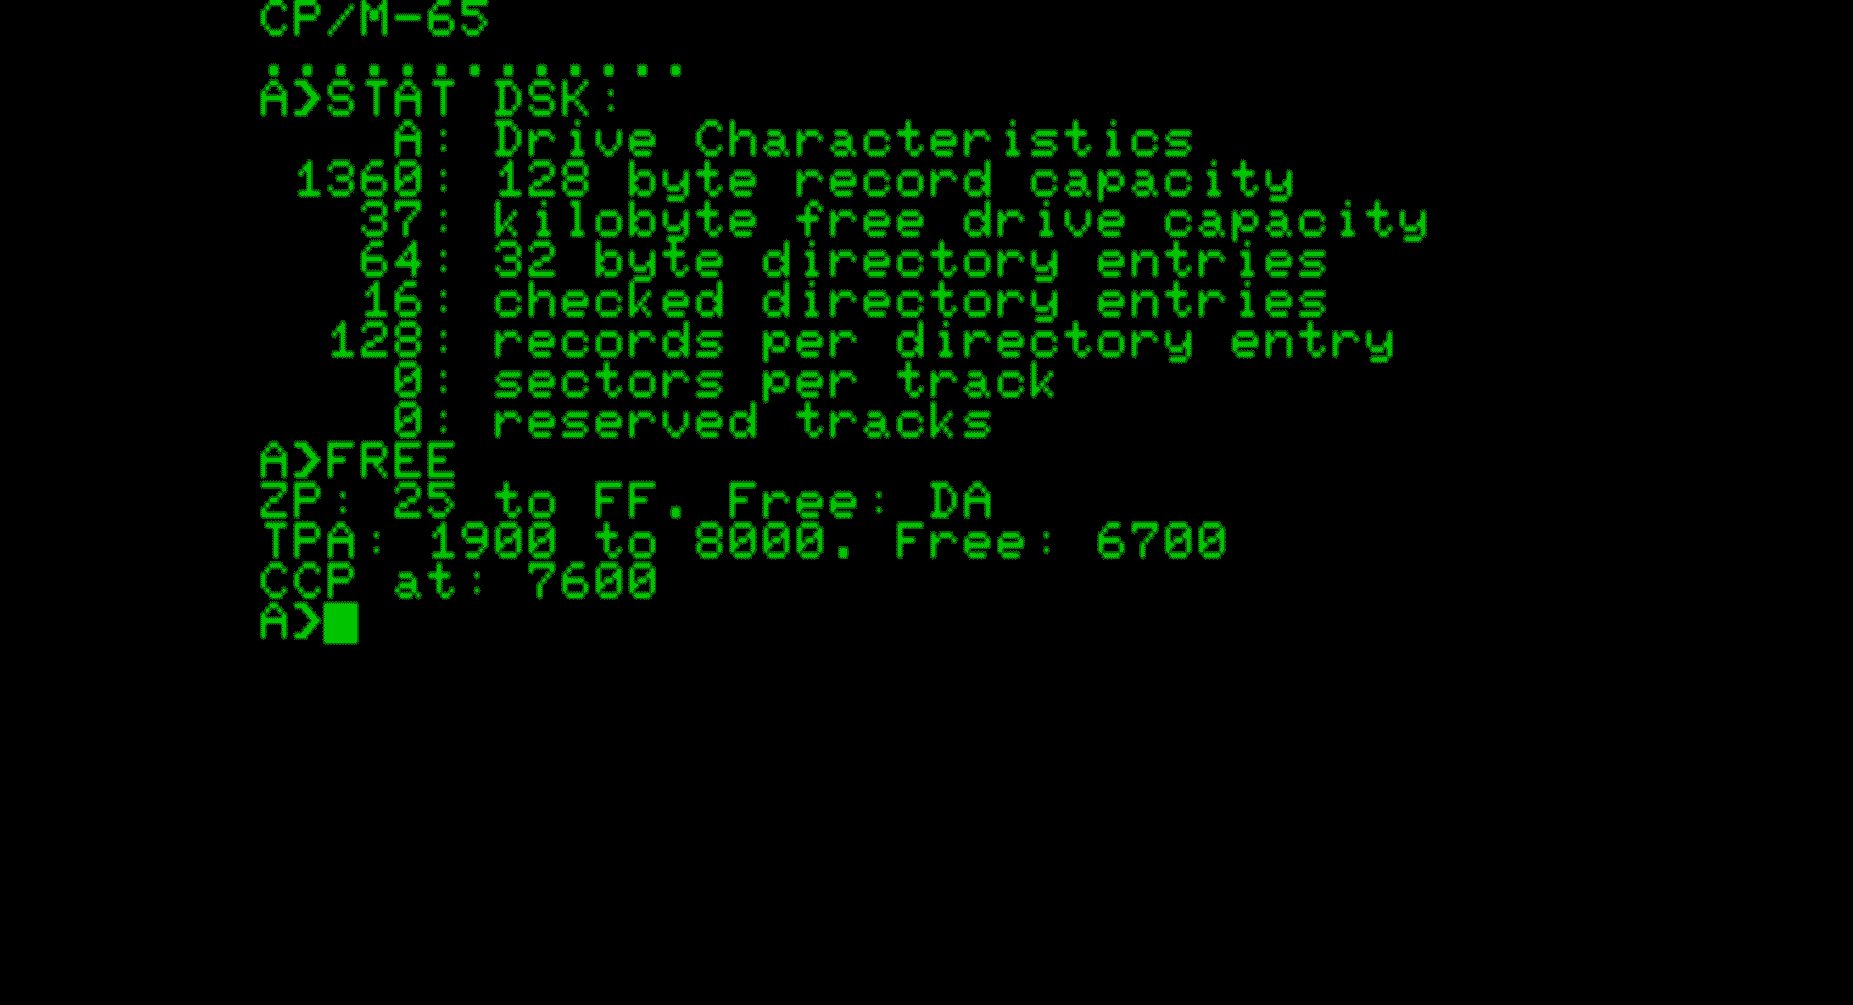 CP/M-65
.............
A>STAT DSK:
    A: Drive Characteristics
 1360: 128 byte record capacity
   37: kilobyte free drive capacity
   64: 32 byte directory entries
   16: checked directory entries
  128: records per directory entry
    0: sectors per track
    0: reserved tracks
A>FREE
ZP: 25 to FF. Free: DA
TPA: 1900 to 8000. Free: 6700
CCP at: 7600
A>